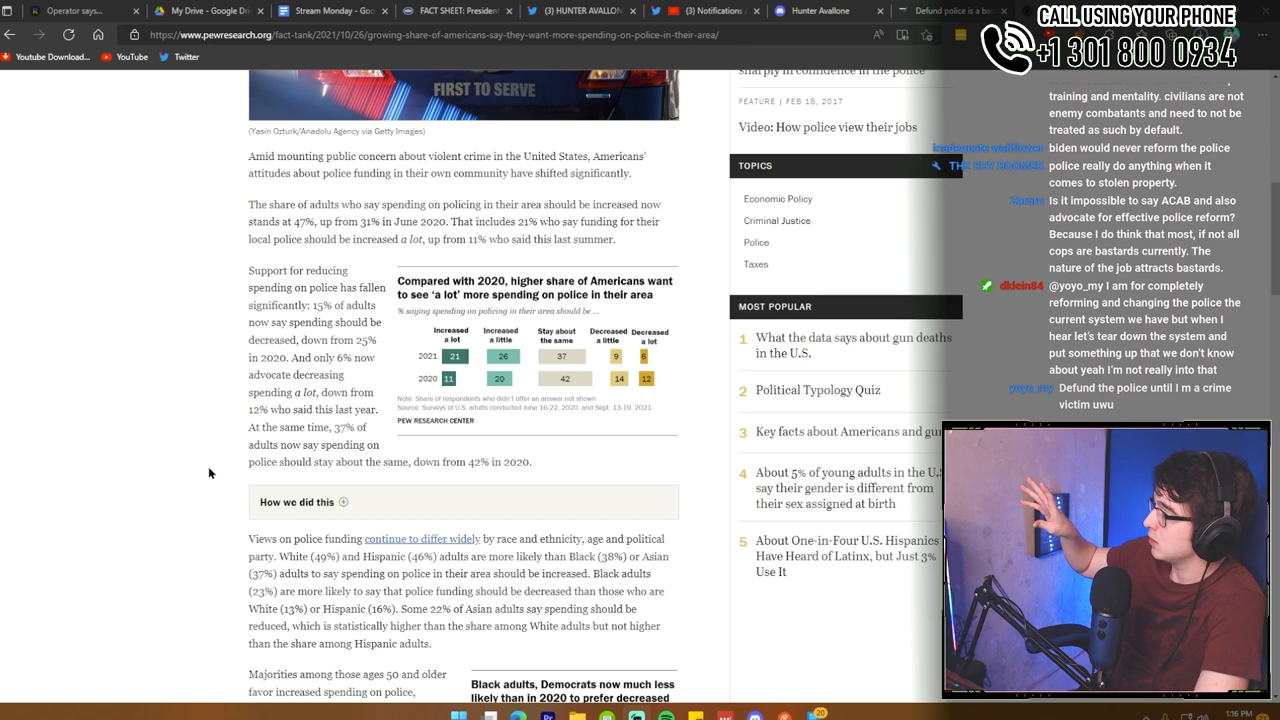 Operator says...
My Drive - Google Dri
Stream Monday - Goo
FACT SHEET: President
(3) HUNTER AVALLON
(3) Notifications /
Hunter Avallone
Defund police is a bo
https://www.pewresearch.org/fact-tank/2021/10/26/growing-share-of-americans-say-they-want-more-spending-on-police-in-their-area/
Youtube Download...
YouTube
Twitter
CALL USING YOUR PHONE
+1 301 800 0934
FIRST TO SERVE
(Yasin Ozturk/Anadolu Agency via Getty Images)
Amid mounting public concern about violent crime in the United States, Americans'
attitudes about police funding in their own community have shifted significantly.
The share of adults who say spending on policing in their area should be increased now
stands at 47%, up from 31% in June 2020. That includes 21% who say funding for their
local police should be increased a lot, up from 11% who said this last summer.
Support for reducing
spending on police has fallen
significantly: 15% of adults
now say spending should be
decreased, down from 25%
in 2020. And only 6% now
advocate decreasing
spending a lot, down from
12% who said this last year.
At the same time, 37% of
adults now say spending on
police should stay about the same, down from 42% in 2020.
Compared with 2020, higher share of Americans want
to see 'a lot' more spending on police in their area
% saying spending on policing in their area should be ...
Increased a lot
Increased a little
Stay about the same
Decreased a little
Decreased a lot
2021 21 26 37 9 6
2020 11 20 42 14 12
Note: Share of respondents who didn't offer an answer not shown.
Source: Surveys of U.S. adults conducted June 16-22, 2020, and Sept. 13-19, 2021.
PEW RESEARCH CENTER
How we did this
Views on police funding continue to differ widely by race and ethnicity, age and political
party. White (49%) and Hispanic (46%) adults are more likely than Black (38%) or Asian
(37%) adults to say spending on police in their area should be increased. Black adults
(23%) are more likely to say that police funding should be decreased than those who are
White (13%) or Hispanic (16%). Some 22% of Asian adults say spending should be
reduced, which is statistically higher than the share among White adults but not higher
than the share among Hispanic adults.
Majorities among those ages 50 and older
favor increased spending on police,
Black adults, Democrats now much less
likely than in 2020 to prefer decreased
sharply in confidence in the police
FEATURE | FEB 18, 2017
Video: How police view their jobs
TOPICS
Economic Policy
Criminal Justice
Police
Taxes
MOST POPULAR
1 What the data says about gun deaths
in the U.S.
2 Political Typology Quiz
3 Key facts about Americans and gun
4 About 5% of young adults in the U.S
say their gender is different from
their sex assigned at birth
5 About One-in-Four U.S. Hispanics
Have Heard of Latinx, but Just 3%
Use It
training and mentality. civilians are not
enemy combatants and need to not be
treated as such by default.
inadequate wallflower biden would never reform the police
THE SHY BOOMER police really do anything when it
comes to stolen property.
Is it impossible to say ACAB and also
advocate for effective police reform?
Because I do think that most, if not all
cops are bastards currently. The
nature of the job attracts bastards.
dklein84 @yoyo_my I am for completely
reforming and changing the police the
current system we have but when I
hear let's tear down the system and
put something up that we don't know
about yeah I'm not really into that
yoyo_my Defund the police until I m a crime
victim uwu
20
1:16 PM